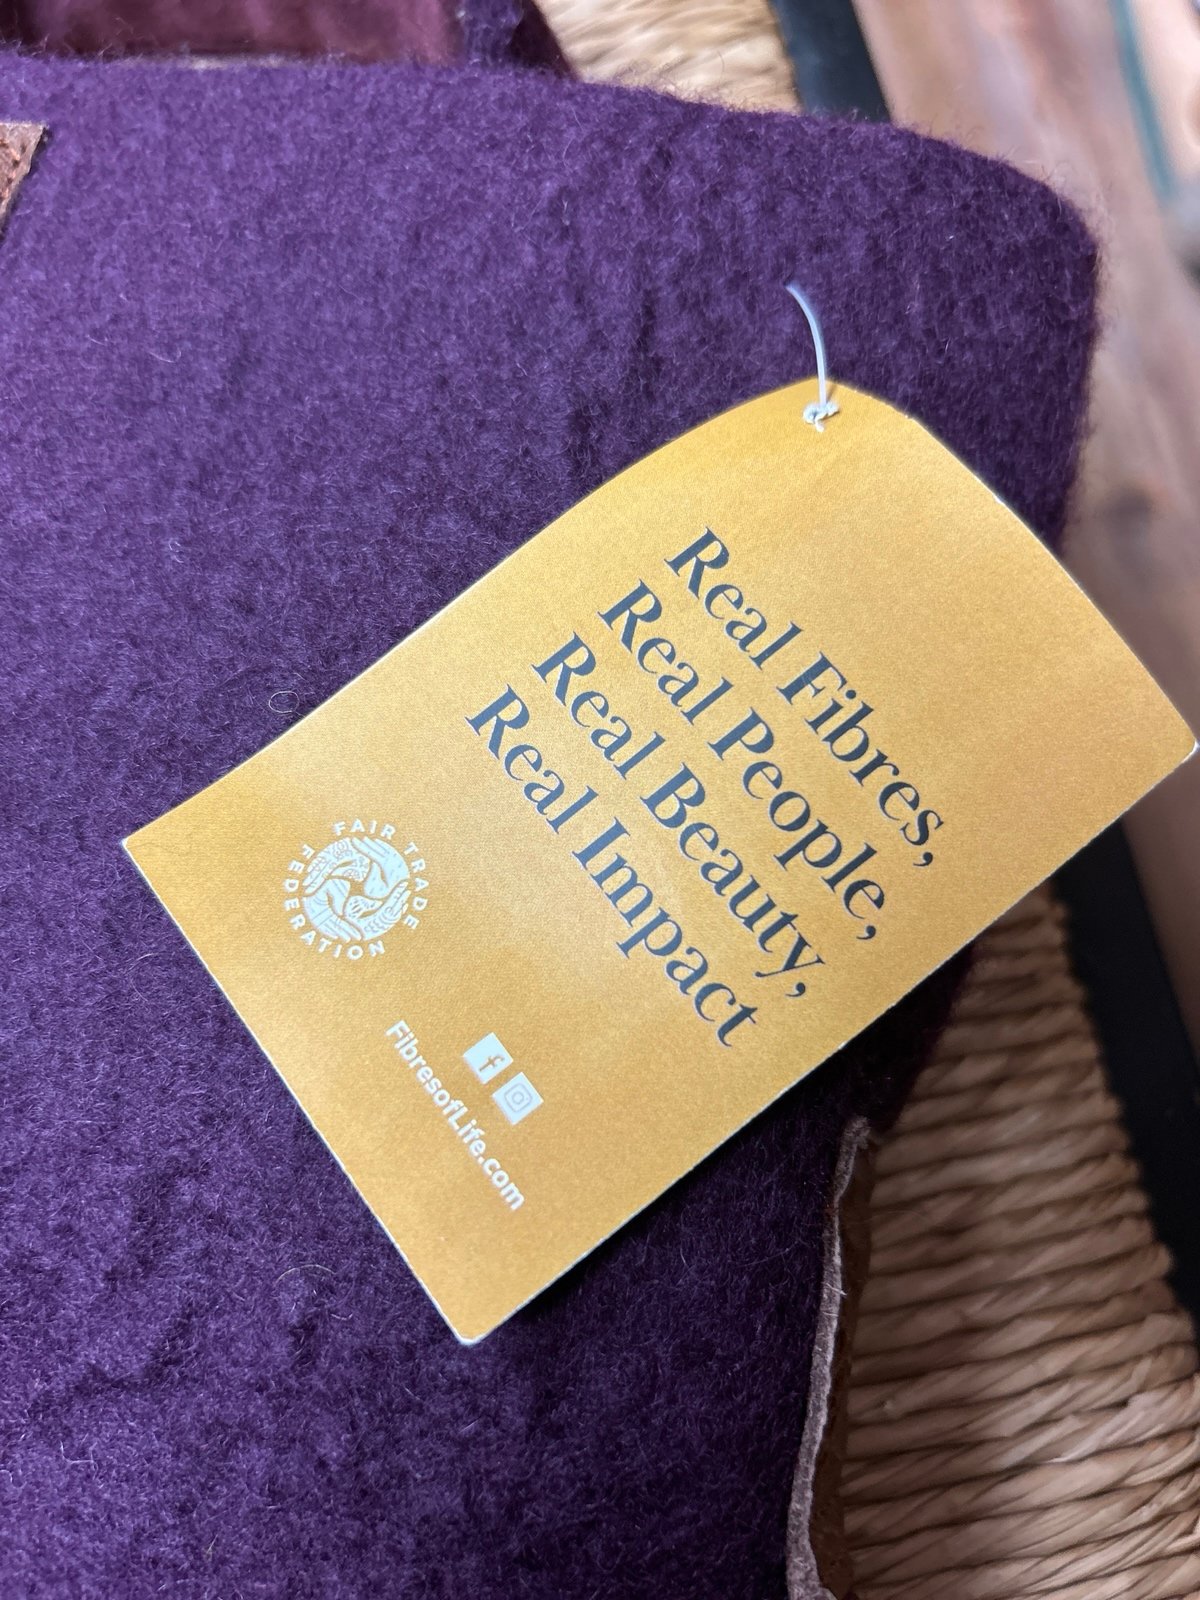 Real Fibres,
Real People,
Real Beauty,
Real Impact
FAIR TRADE FEDERATION
FibresofLife.com